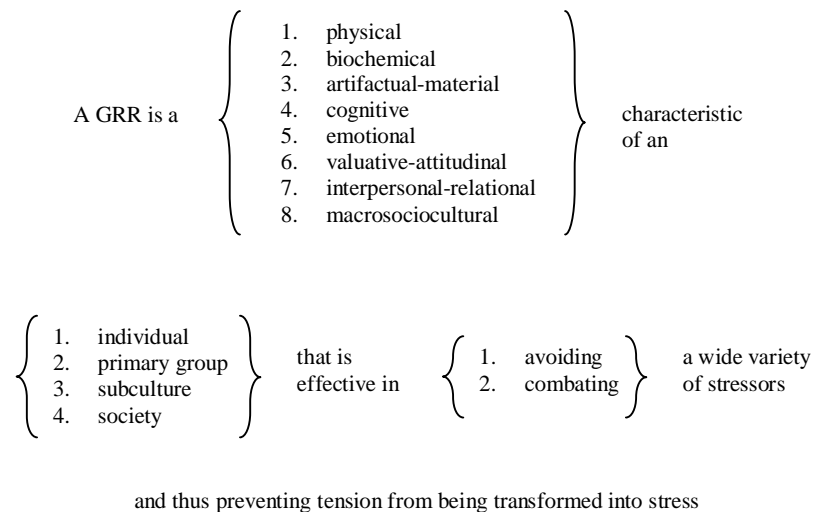 A GRR is a
1. physical
2. biochemical
3. artifactual-material
4. cognitive
5. emotional
6. valuative-attitudinal
7. interpersonal-relational
8. macrosociocultural
characteristic
of an
1. individual
2. primary group
3. subculture
4. society
that is
effective in
1. avoiding
2. combating
a wide variety
of stressors
and thus preventing tension from being transformed into stress